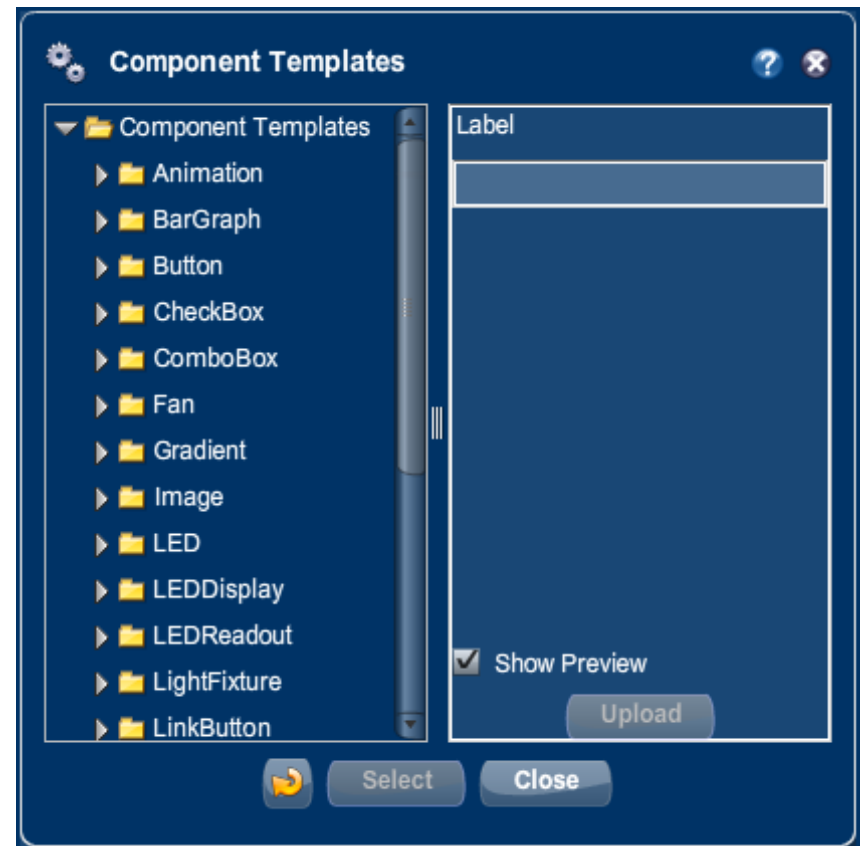 Component Templates
?
Component Templates
Animation
BarGraph
Button
CheckBox
ComboBox
Fan
Gradient
Image
LED
LEDDisplay
LEDReadout
LightFixture
LinkButton
Label
Show Preview
Upload
Select
Close